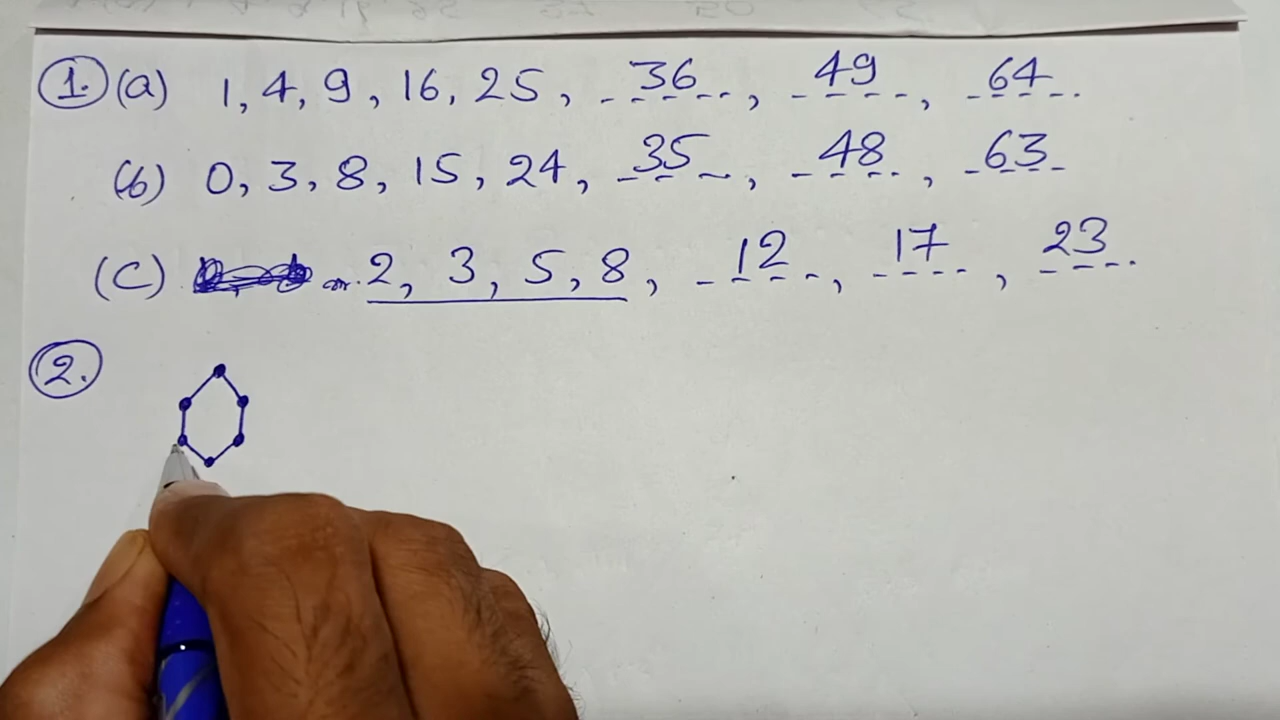 1. (a) 1, 4, 9, 16, 25, 36, 49, 64.
(b) 0, 3, 8, 15, 24, 35, 48, 63
(c) 2, 3, 5, 8, 12, 17, 23.
2.